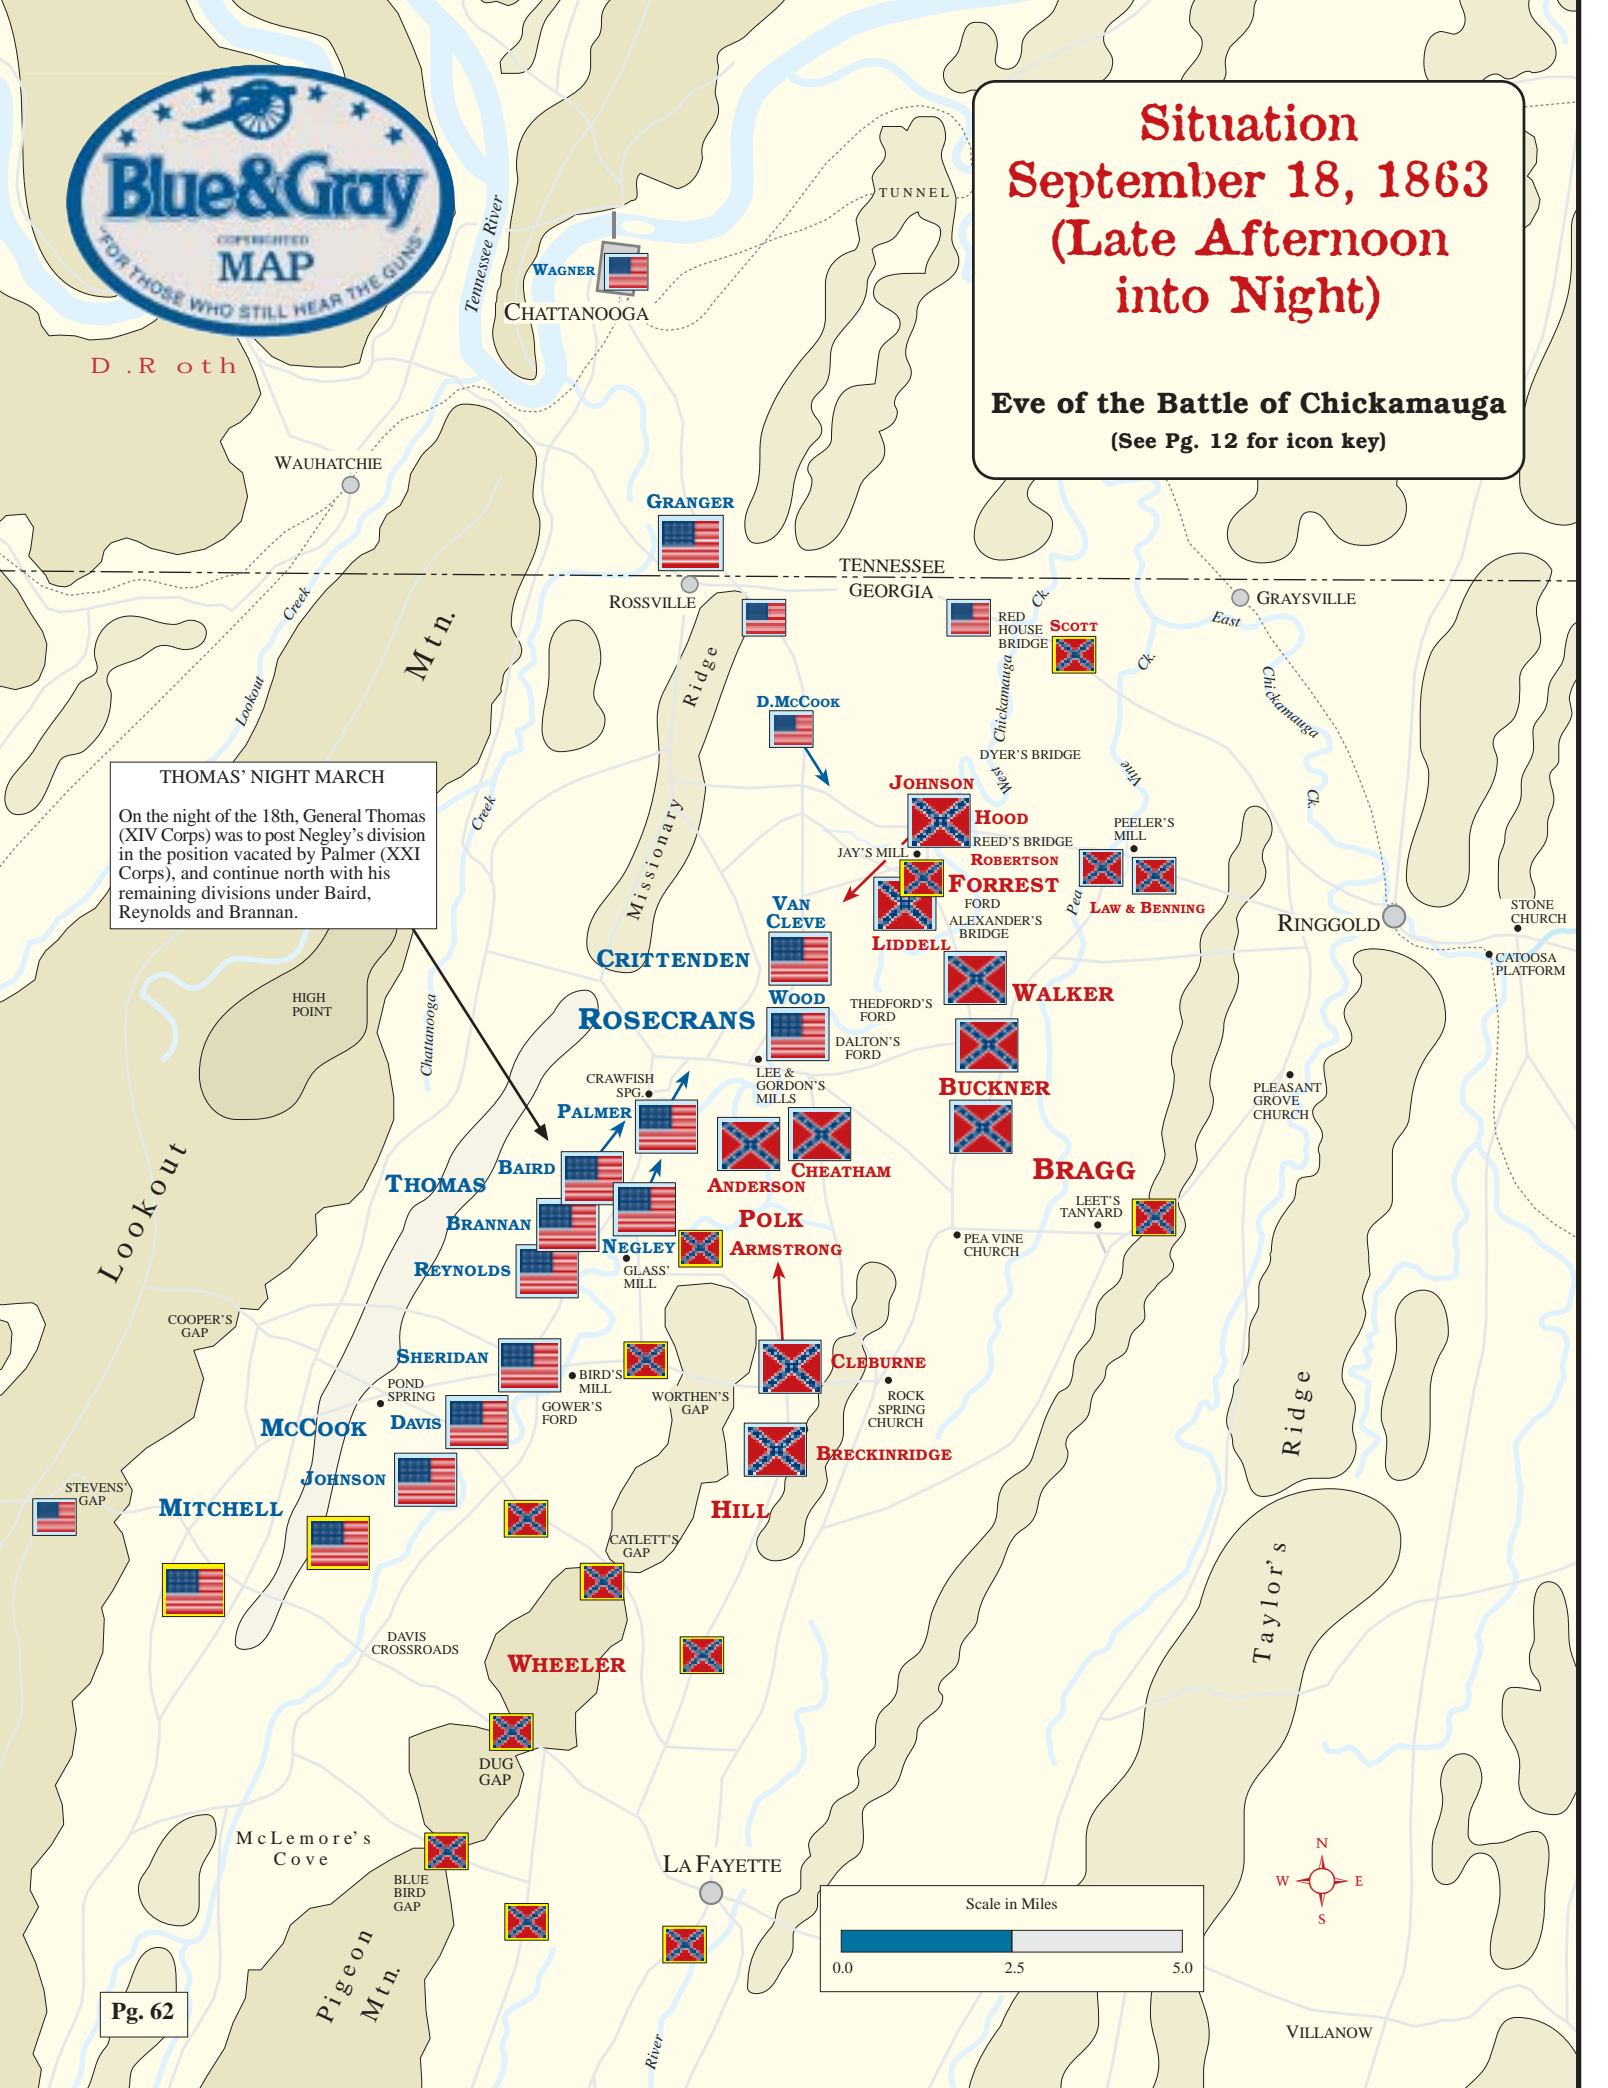 Blue&Gray
COPYRIGHTED
MAP
"FOR THOSE WHO STILL HEAR THE GUNS"
D.Roth
Situation
September 18, 1863
(Late Afternoon
into Night)
Eve of the Battle of Chickamauga
(See Pg. 12 for icon key)
TUNNEL
Tennessee River
WAGNER
CHATTANOOGA
WAUHATCHIE
GRANGER
TENNESSEE
GEORGIA
ROSSVILLE
GRAYSVILLE
RED
HOUSE
BRIDGE
SCOTT
Ck.
East
Chickamauga
Ck.
Creek
Lookout
Mtn.
Ridge
Missionary
Chickamauga
West
Ck.
Vine
Pea
D.MCCOOK
DYER'S BRIDGE
THOMAS' NIGHT MARCH
On the night of the 18th, General Thomas
(XIV Corps) was to post Negley's division
in the position vacated by Palmer (XXI
Corps), and continue north with his
remaining divisions under Baird,
Reynolds and Brannan.
Creek
Chattanooga
JOHNSON
HOOD
REED'S BRIDGE
PEELER'S
MILL
JAY'S MILL
ROBERTSON
FORREST
FORD
ALEXANDER'S
BRIDGE
LAW & BENNING
LIDDELL
VAN
CLEVE
CRITTENDEN
RINGGOLD
STONE
CHURCH
CATOOSA
PLATFORM
HIGH
POINT
WOOD
ROSECRANS
THEDFORD'S
FORD
WALKER
DALTON'S
FORD
LEE &
GORDON'S
MILLS
CRAWFISH
SPG.
BUCKNER
PLEASANT
GROVE
CHURCH
PALMER
BAIRD
THOMAS
CHEATHAM
ANDERSON
BRAGG
LEET'S
TANYARD
BRANNAN
POLK
NEGLEY
ARMSTRONG
PEA VINE
CHURCH
REYNOLDS
GLASS'
MILL
Lookout
COOPER'S
GAP
SHERIDAN
POND
SPRING
BIRD'S
MILL
GOWER'S
FORD
WORTHEN'S
GAP
CLEBURNE
ROCK
SPRING
CHURCH
MCCOOK
DAVIS
BRECKINRIDGE
JOHNSON
STEVENS'
GAP
MITCHELL
HILL
CATLETT'S
GAP
Ridge
Taylor's
DAVIS
CROSSROADS
WHEELER
DUG
GAP
McLemore's
Cove
BLUE
BIRD
GAP
LA FAYETTE
N
W
E
S
Scale in Miles
0.0
2.5
5.0
Pigeon
Mtn.
River
Pg. 62
VILLANOW